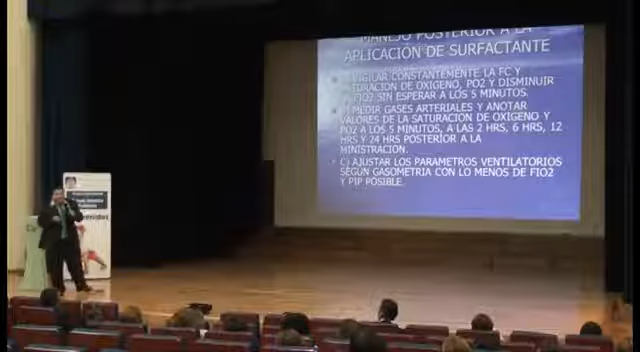 MANEJO POSTERIOR A LA
APLICACIÓN DE SURFACTANTE
VIGILAR CONSTANTEMENTE LA FC Y
SATURACION DE OXIGENO, PO2 Y DISMINUIR
FIO2 SIN ESPERAR A LOS 5 MINUTOS.
MEDIR GASES ARTERIALES Y ANOTAR
VALORES DE LA SATURACION DE OXIGENO Y
PO2 A LOS 5 MINUTOS, A LAS 2 HRS, 6 HRS, 12
HRS Y 24 HRS POSTERIOR A LA
MINISTRACIÓN.
C) AJUSTAR LOS PARAMETROS VENTILATORIOS
SEGÚN GASOMETRIA CON LO MENOS DE FIO2
Y PIP POSIBLE.